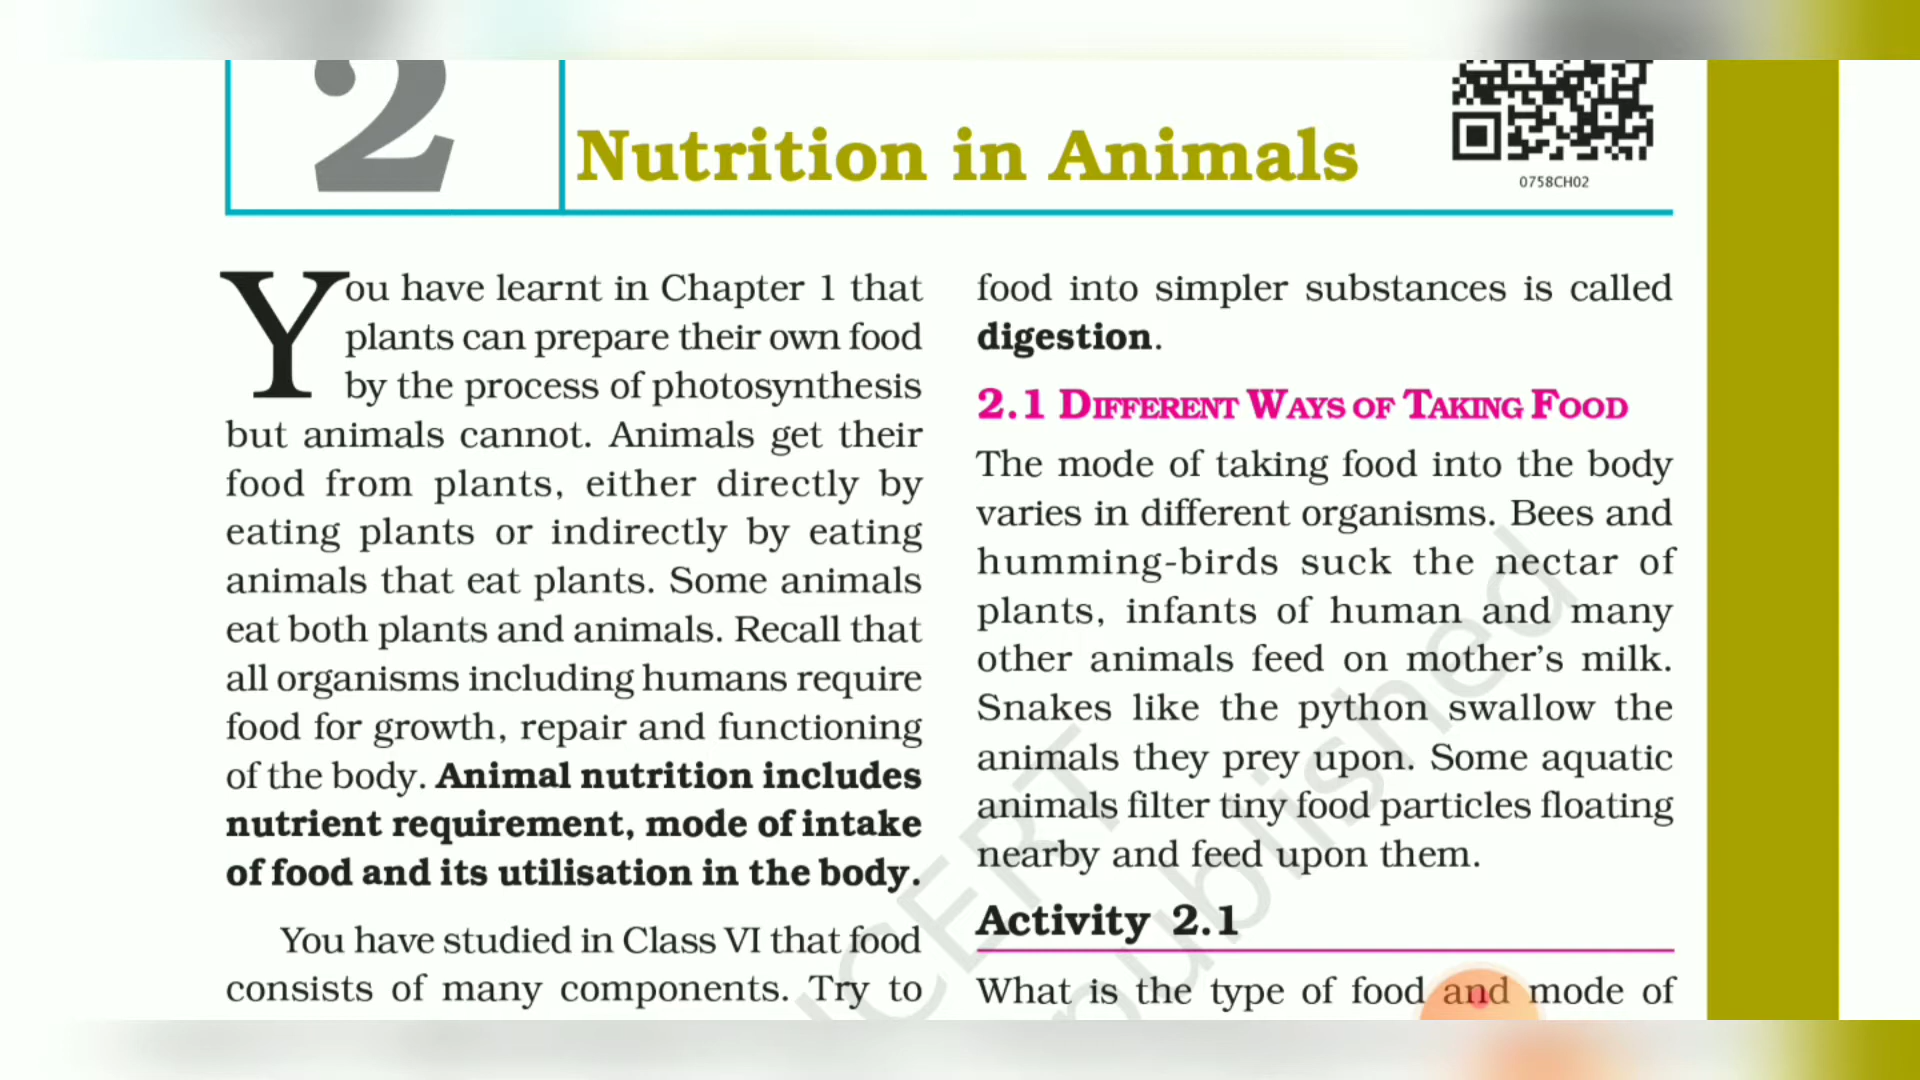 2
Nutrition in Animals
0758CH02
You have learnt in Chapter 1 that
plants can prepare their own food
by the process of photosynthesis
but animals cannot. Animals get their
food from plants, either directly by
eating plants or indirectly by eating
animals that eat plants. Some animals
eat both plants and animals. Recall that
all organisms including humans require
food for growth, repair and functioning
of the body. Animal nutrition includes
nutrient requirement, mode of intake
of food and its utilisation in the body.
You have studied in Class VI that food
consists of many components. Try to
food into simpler substances is called
digestion.
2.1 DIFFERENT WAYS OF TAKING FOOD
The mode of taking food into the body
varies in different organisms. Bees and
humming-birds suck the nectar of
plants, infants of human and many
other animals feed on mother's milk.
Snakes like the python swallow the
animals they prey upon. Some aquatic
animals filter tiny food particles floating
nearby and feed upon them.
Activity 2.1
What is the type of food and mode of
NCERT
published